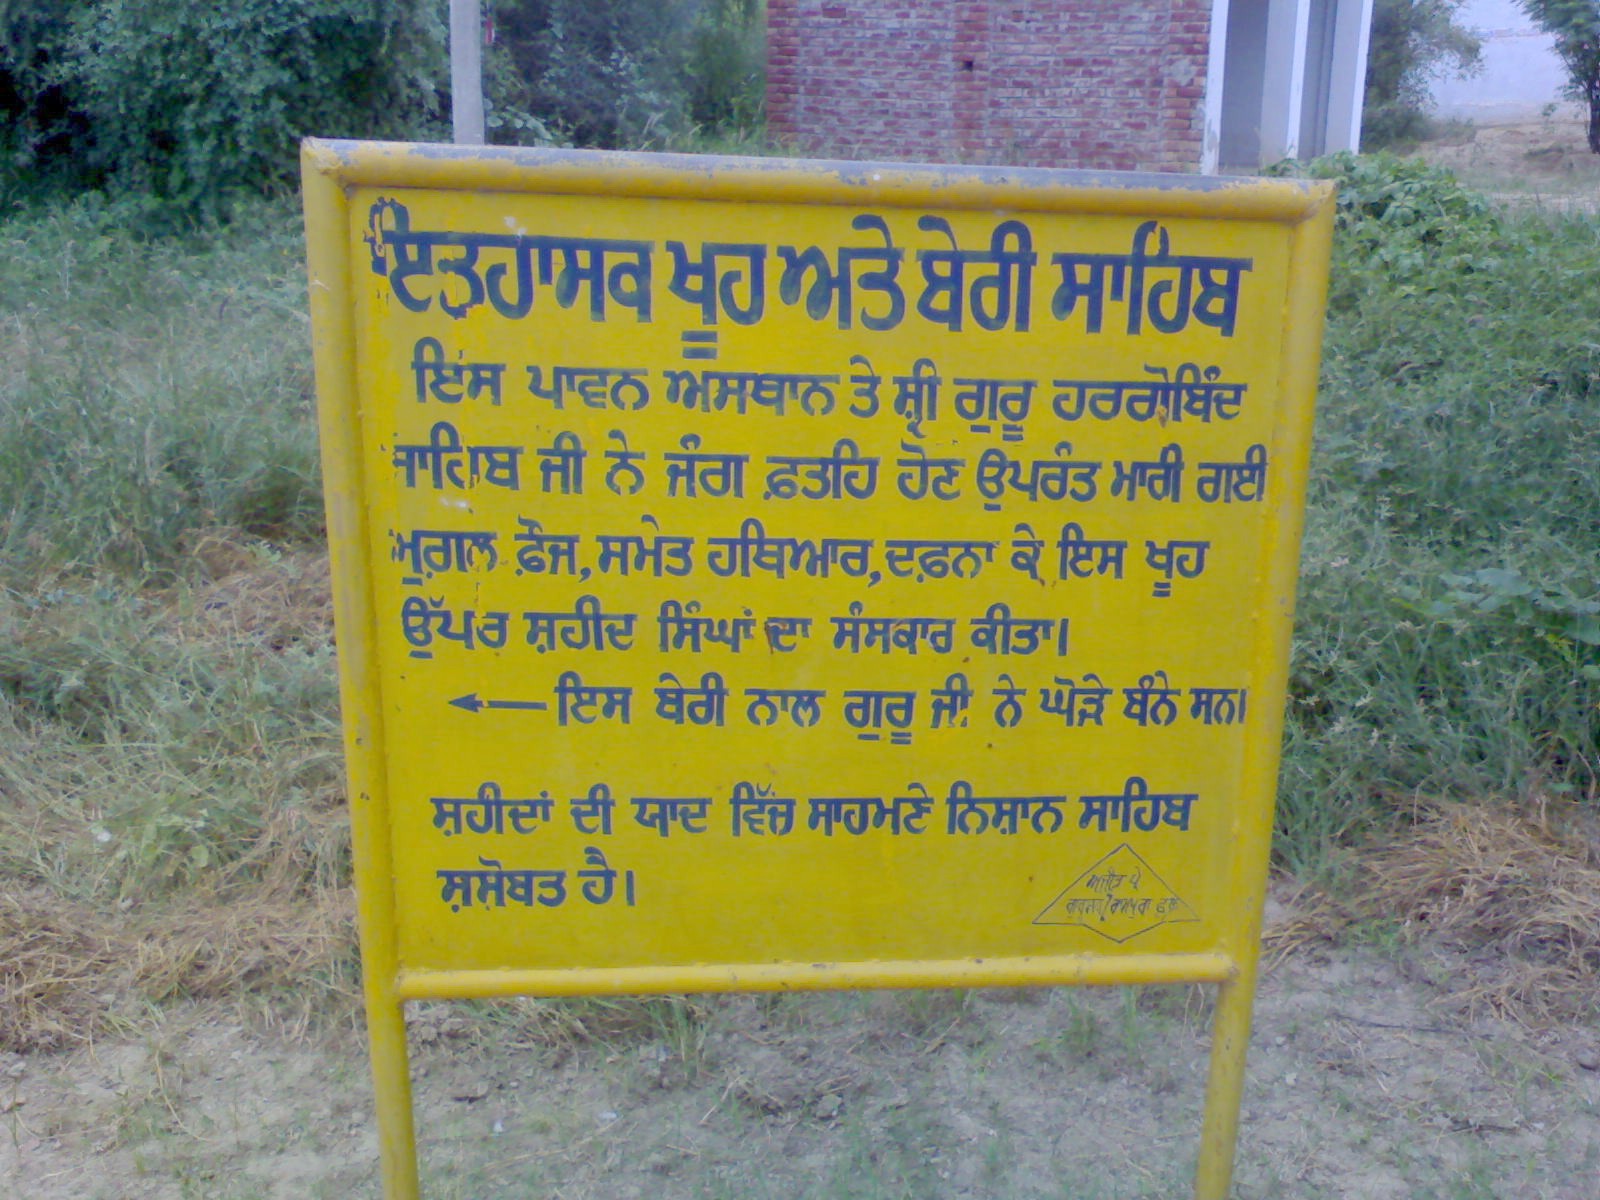 ਇਤਹਾਸਕ ਖੂਹ ਅਤੇ ਬੇਰੀ ਸਾਹਿਬ
ਇਸ ਪਾਵਨ ਅਸਥਾਨ ਤੇ ਸ਼੍ਰੀ ਗੁਰੂ ਹਰਗੋਬਿੰਦ
ਸਾਹਿਬ ਜੀ ਨੇ ਜੰਗ ਫ਼ਤਹਿ ਹੋਣ ਉਪਰੰਤ ਮਾਰੀ ਗਈ
ਮੁਗ਼ਲ ਫ਼ੌਜ,ਸਮੇਤ ਹਥਿਆਰ,ਦਫ਼ਨਾ ਕੇ ਇਸ ਖੂਹ
ਉੱਪਰ ਸ਼ਹੀਦ ਸਿੰਘਾਂ ਦਾ ਸੰਸਕਾਰ ਕੀਤਾ।
←ਇਸ ਬੇਰੀ ਨਾਲ ਗੁਰੂ ਜੀ ਨੇ ਘੋੜੇ ਬੰਨੇ ਸਨ।
ਸ਼ਹੀਦਾਂ ਦੀ ਯਾਦ ਵਿੱਚ ਸਾਹਮਣੇ ਨਿਸ਼ਾਨ ਸਾਹਿਬ
ਸ਼ਸ਼ੋਬਤ ਹੈ।